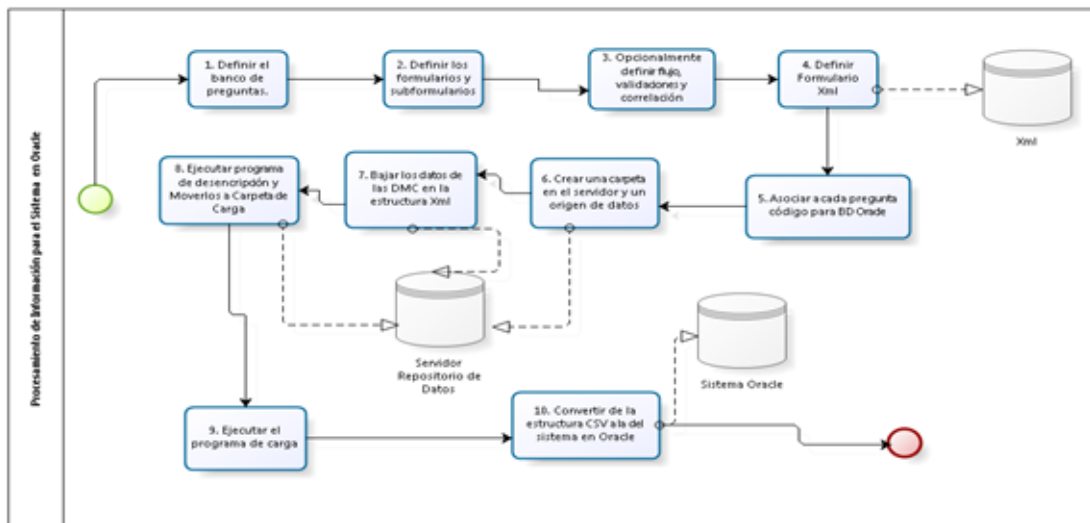 Procesamiento de Información para el Sistema en Oracle
1. Definir el
banco de
preguntas.
2. Definir los
formularios y
subformularios
3. Opcionalmente
definir flujo,
validaciones y
correlación
4. Definir
Formulario
Xml
Xml
8. Ejecutar programa
de desencripción y
Moverlos a Carpeta de
Carga
7. Bajar los datos de
las DMC en la
estructura Xml
6. Crear una carpeta
en el servidor y un
origen de datos
5. Asociar a cada pregunta
código para BD Oracle
Servidor
Repositorio de
Datos
Sistema Oracle
9. Ejecutar el
programa de carga
10. Convertir de la
estructura CSV a la del
sistema en Oracle